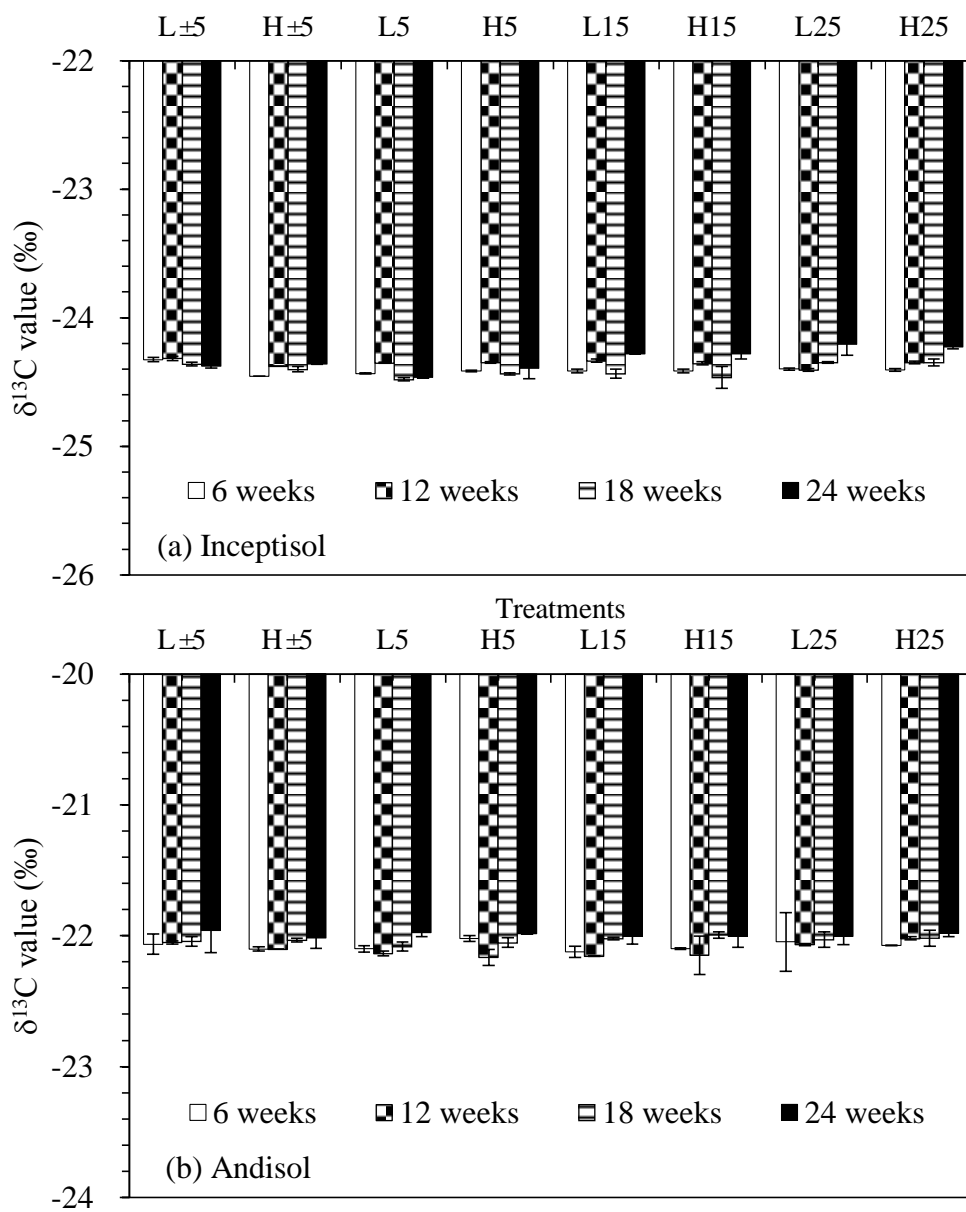 L ±5 H ±5 L5 H5 L15 H15 L25 H25
-22
-23
-24
-25
-26
δ13C value (‰)
6 weeks 12 weeks 18 weeks 24 weeks
(a) Inceptisol
Treatments
L ±5 H ±5 L5 H5 L15 H15 L25 H25
-20
-21
-22
-23
-24
δ13C value (‰)
6 weeks 12 weeks 18 weeks 24 weeks
(b) Andisol